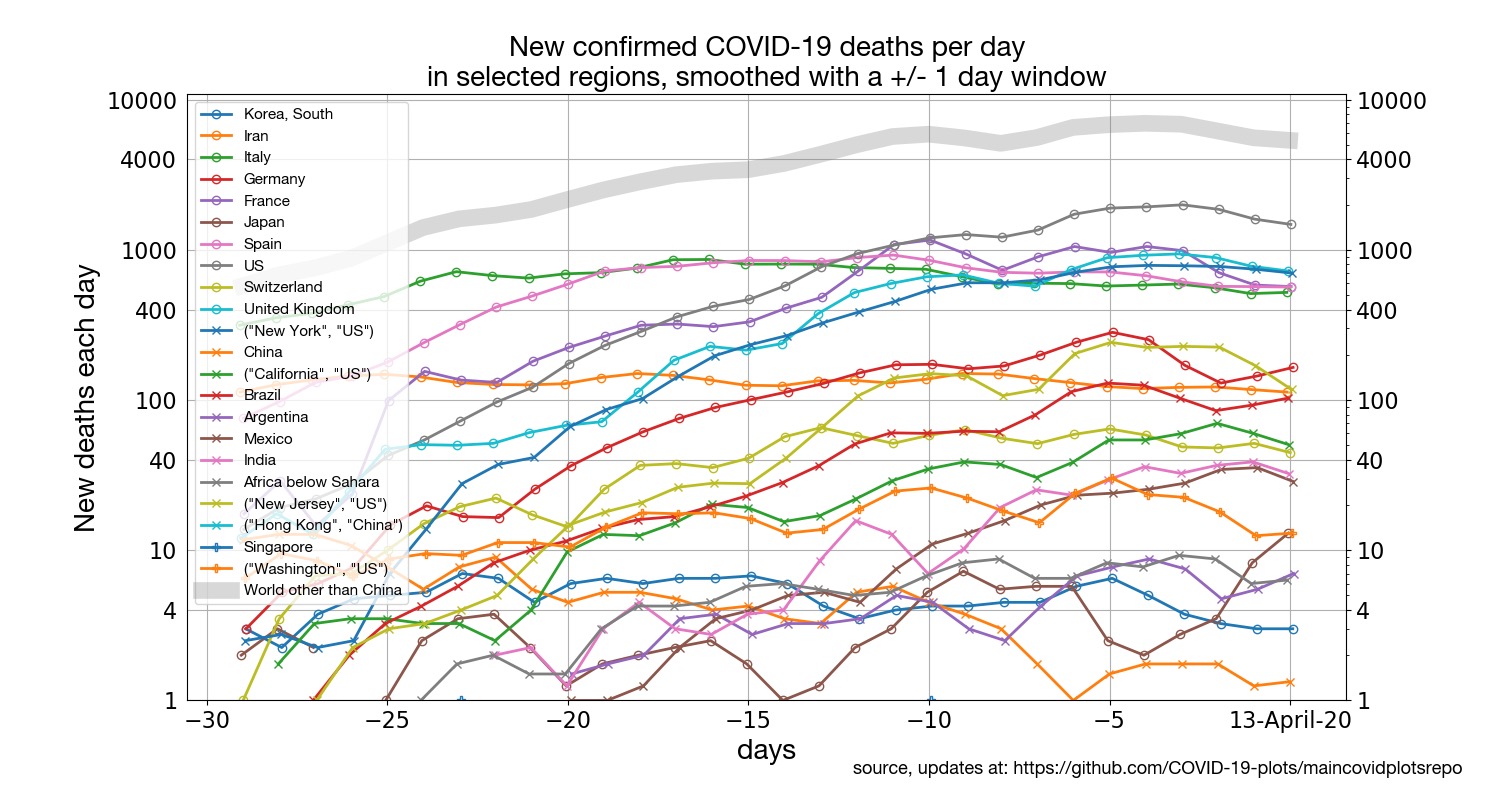 New confirmed COVID-19 deaths per day
in selected regions, smoothed with a +/- 1 day window
10000
4000
1000
400
100
40
10
4
1
New deaths each day
Korea, South
Iran
Italy
Germany
France
Japan
Spain
US
Switzerland
United Kingdom
("New York", "US")
China
("California", "US")
Brazil
Argentina
Mexico
India
Africa below Sahara
("New Jersey", "US")
("Hong Kong", "China")
Singapore
("Washington", "US")
World other than China
10000
4000
1000
400
100
40
10
4
1
−30 −25 −20 −15 −10 −5 13-April-20
days
source, updates at: https://github.com/COVID-19-plots/maincovidplotsrepo